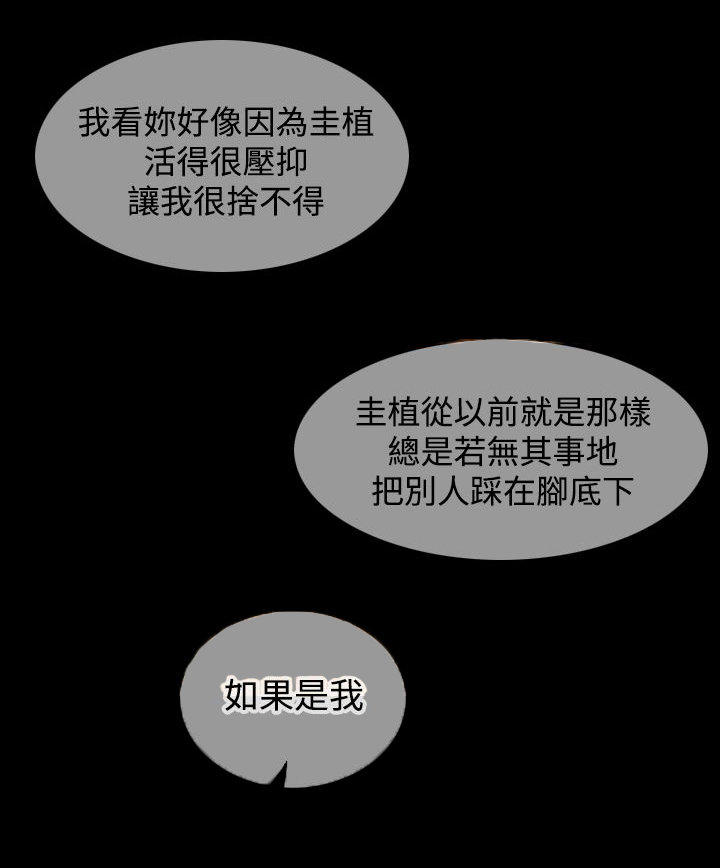 我看妳好像因為圭植
活得很壓抑
讓我很捨不得
圭植從以前就是那樣
總是若無其事地
把別人踩在腳底下
如果是我